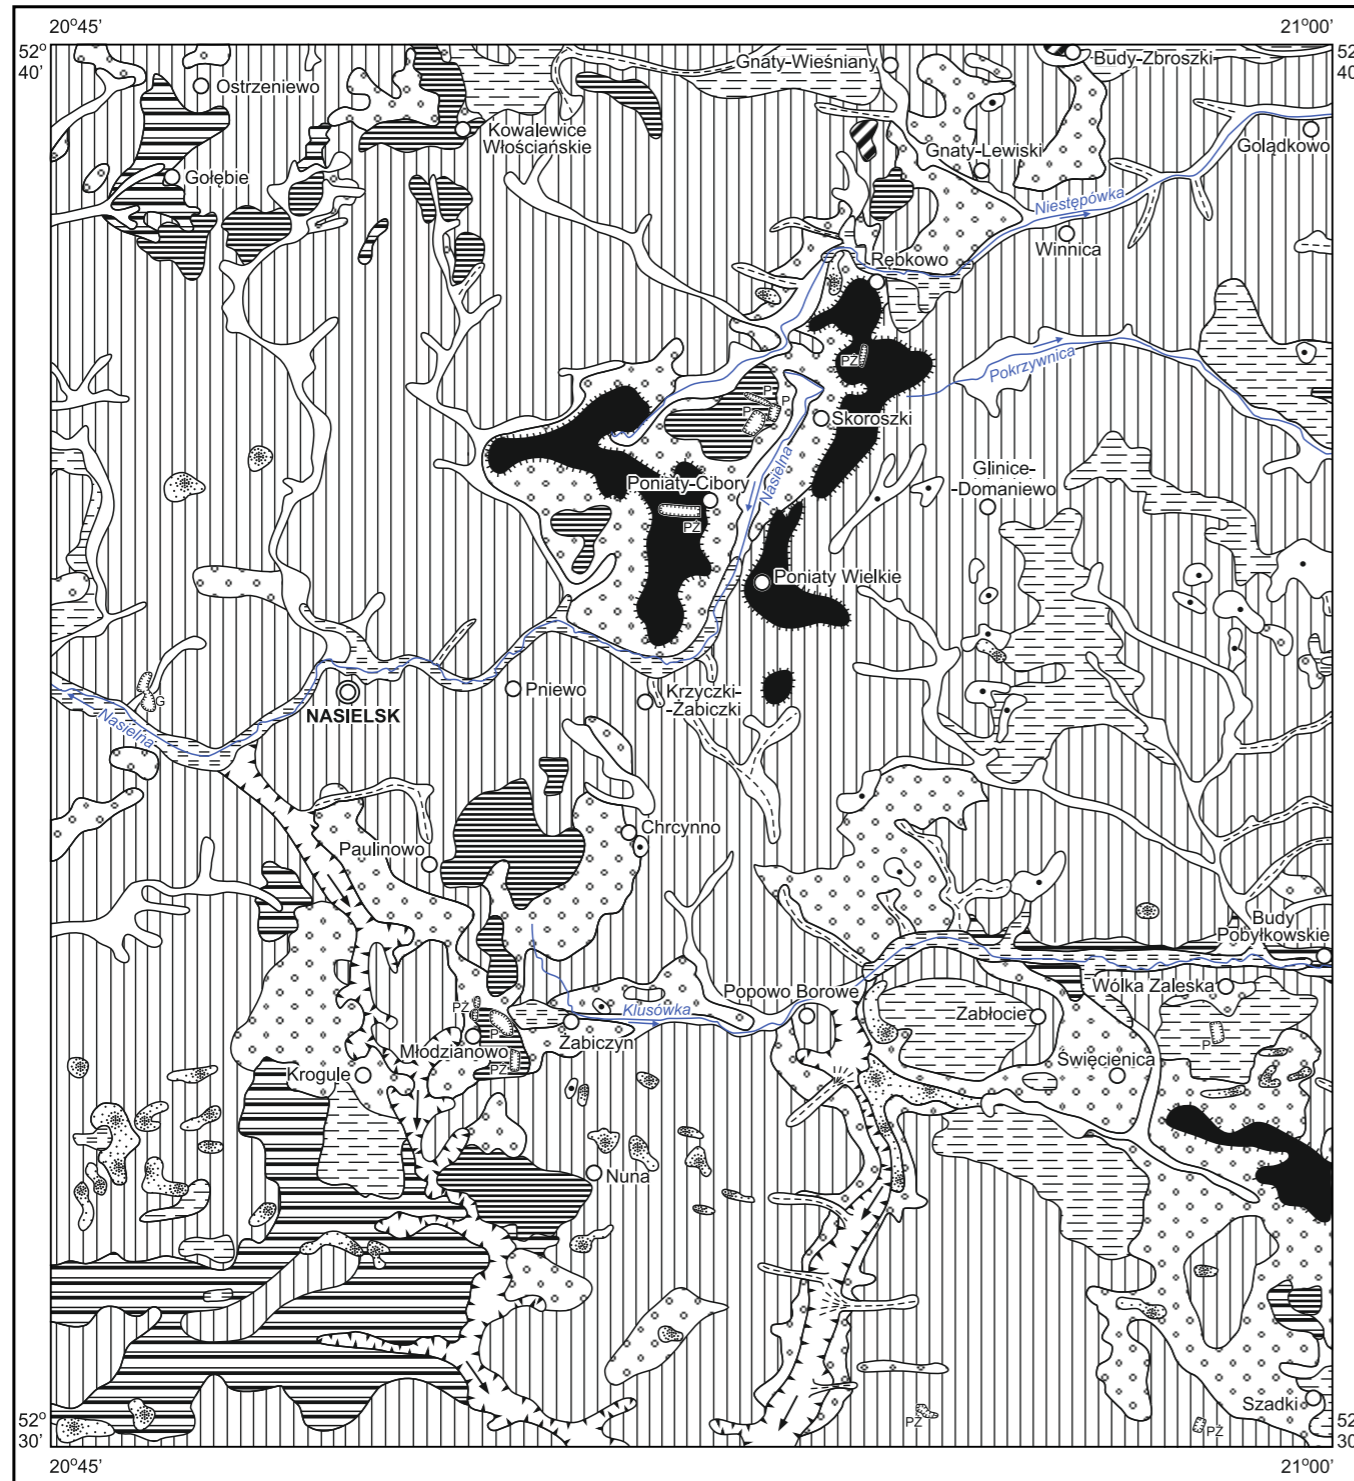 20°45' 21°00'
52° 52°
40' 40'
Gnaty-Wieśniany
Budy-Zbroszki
Ostrzeniewo
Kowalewice
Włościańskie
Gołądkowo
Gnaty-Lewiski
Gołębie
Niestępówka
Winnica
Rębkowo
PŻ
Pokrzywnica
P
P
P
Skoroszki
Glinice-
-Domaniewo
Poniaty-Cibory
Nasielna
PŻ
Poniaty Wielkie
G
Pniewo
Krzyczki-
-Żabiczki
NASIELSK
Nasielna
Chrcynno
Paulinowo
Budy
Pobyłkowskie
Wólka Zaleska
Popowo Borowe
Klusówka
Zabłocie
PŻ
P
Młodzianowo
Żabiczyn
P
PŻ
Krogule
Święcienica
Nuna
Szadki
PŻ
PŻ
52° 52°
30' 30'
20°45' 21°00'